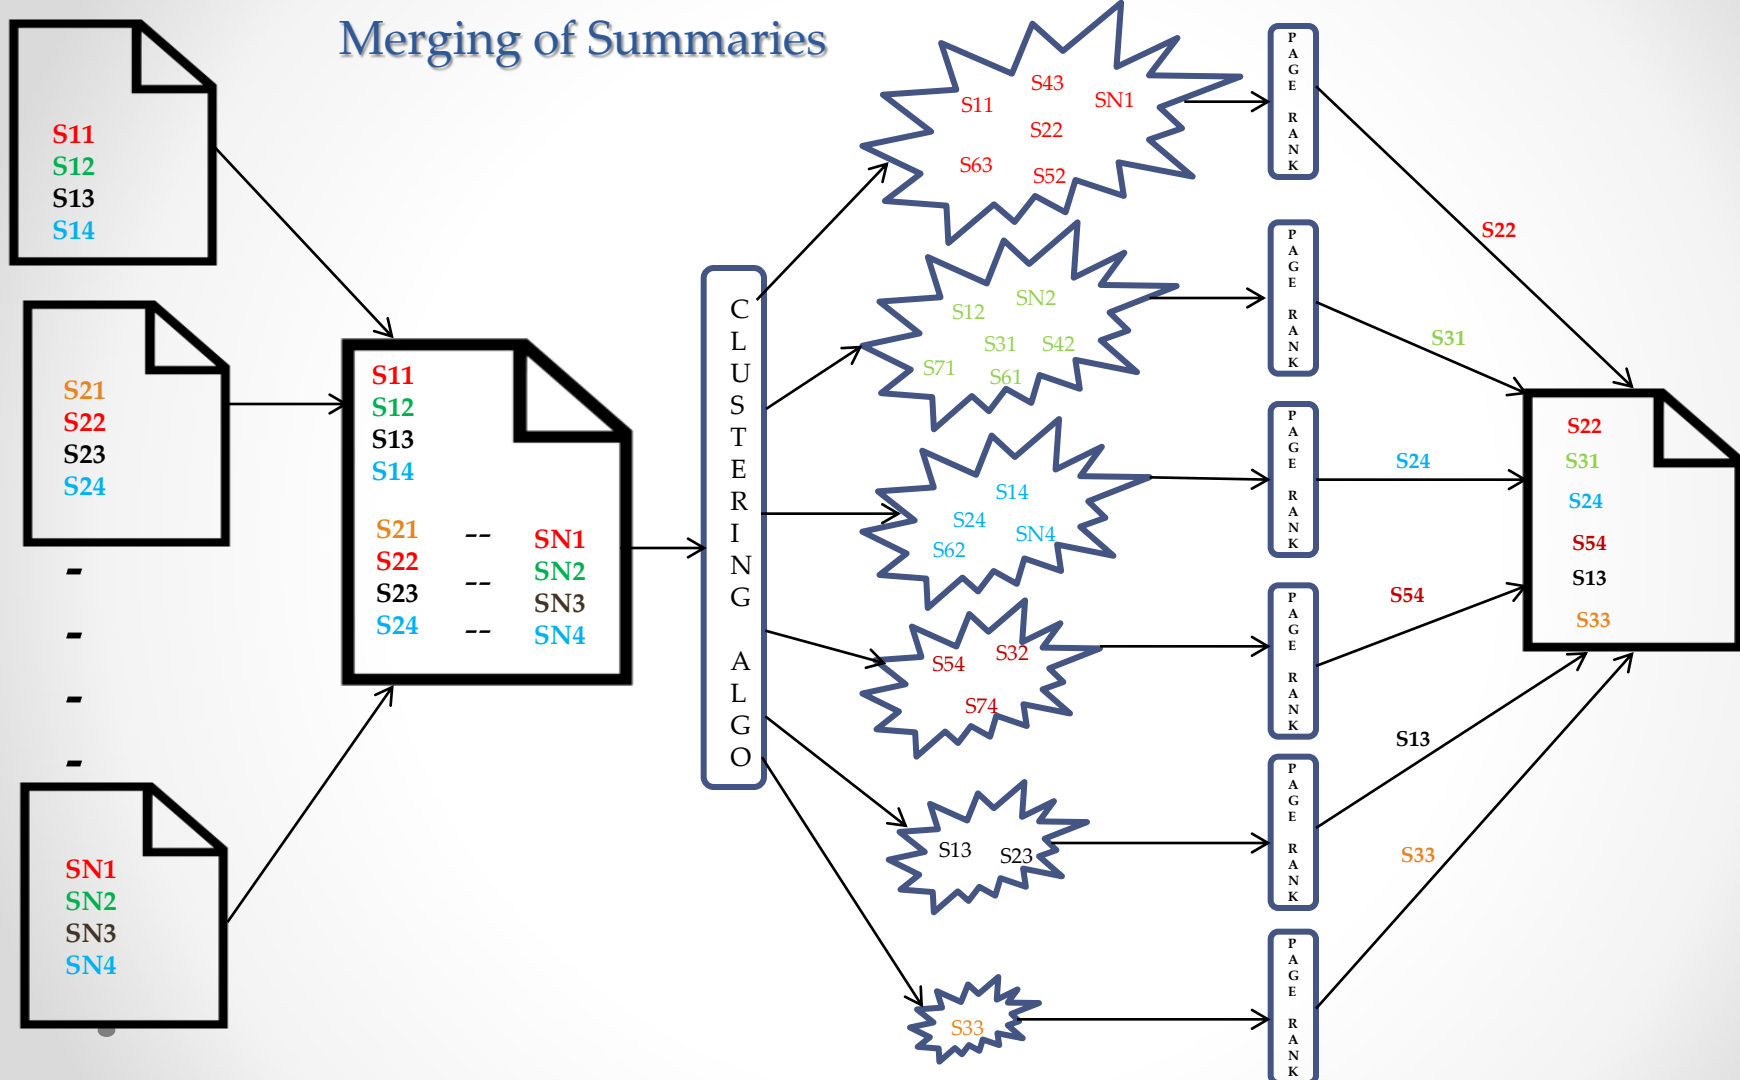 Merging of Summaries
S11
S12
S13
S14
S21
S22
S23
S24
-
-
-
-
SN1
SN2
SN3
SN4
S11
S12
S13
S14
S21 -- SN1
S22 SN2
S23 -- SN3
S24 -- SN4
CLUSTERING ALGO
S43
S11 SN1
S22
S63 S52
SN2
S12
S31 S42
S71 S61
S14
S24 SN4
S62
S54 S32
S74
S13 S23
S33
PAGE RANK
PAGE RANK
PAGE RANK
PAGE RANK
PAGE RANK
PAGE RANK
S22
S31
S24
S54
S13
S33
S22
S31
S24
S54
S13
S33